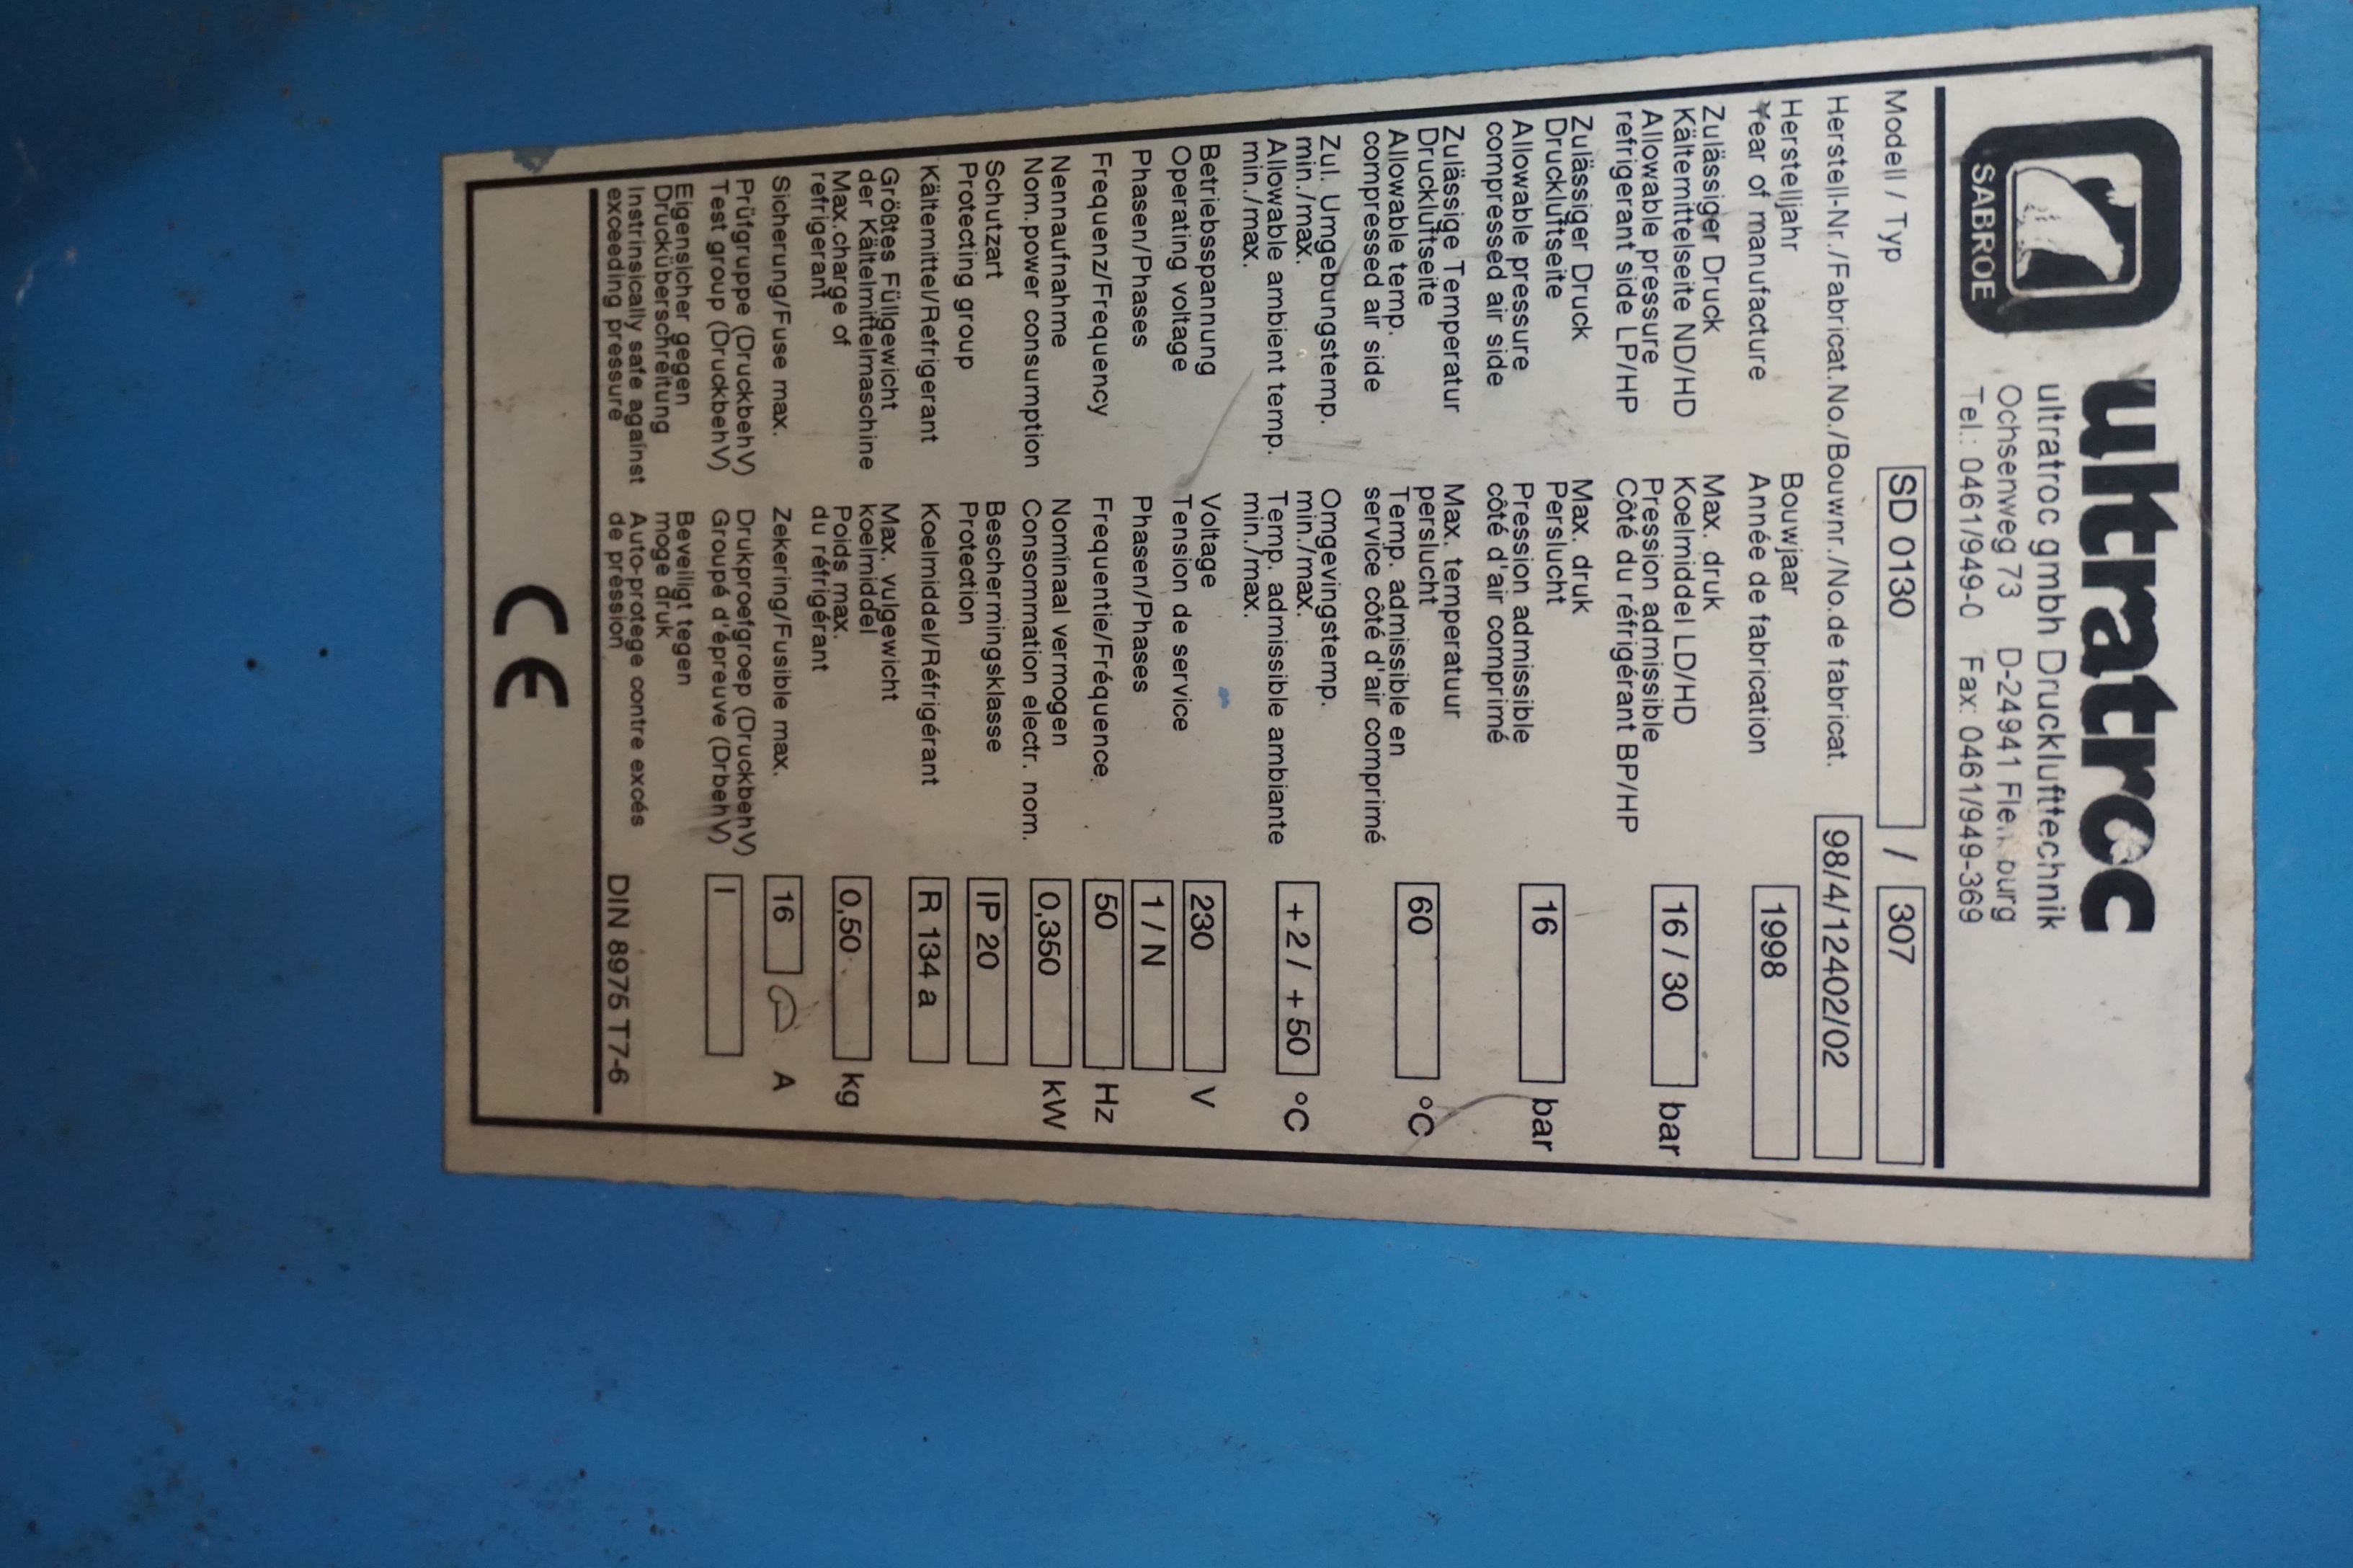 ultratroc
SABROE
ultratroc gmbh Drucklufttechnik
Ochsenweg 73 D-24941
Tel.: 0461/949-0 Fax: 0461/949-369
Modell / Typ SD 0130 / 307
Herstell-Nr./Fabricat.No./Bouwnr./No.de fabricat. 98/4/12402/02
Herstelljahr Bouwjaar
Year of manufacture Année de fabrication 1998
Zulässiger Druck Max. druk
Kältemittelseite ND/HD Koelmiddel LD/HD
Allowable pressure Pression admissible 16 / 30 bar
refrigerant side LP/HP Côté du réfrigérant BP/HP
Zulässiger Druck Max. druk
Druckluftseite Perslucht
Allowable pressure Pression admissible 16 bar
compressed air side côté d'air comprimé
Zulässige Temperatur Max. temperatuur
Druckluftseite perslucht
Allowable temp. Temp. admissible en 60 °C
compressed air side service côté d'air comprimé
Zul. Umgebungstemp. Omgevingstemp.
min./max. min./max.
Allowable ambient temp. Temp. admissible ambiante + 2 / + 50 °C
min./max. min./max.
Betriebsspannung Voltage
Operating voltage Tension de service 230 V
Phasen/Phases Phasen/Phases 1 / N
Frequenz/Frequency Frequentie/Fréquence 50 Hz
Nennaufnahme Nominaal vermogen
Nom.power consumption Consommation electr. nom. 0,350 kW
Schutzart Beschermingsklasse
Protecting group Protection IP 20
Kältemittel/Refrigerant Koelmiddel/Réfrigérant R 134 a
Größtes Füllgewicht Max. vulgewicht
der Kältelmittelmaschine koelmiddel
Max.charge of Poids max. 0,50 kg
refrigerant du réfrigérant
Sicherung/Fuse max. Zekering/Fusible max. 16 A
Prüfgruppe (DruckbehV) Drukproefgroep (DruckbehV)
Test group (DruckbehV) Groupé d'épreuve (DrbehV) I
Eigensicher gegen Beveiligt tegen
Drucküberschreitung moge druk
Instrinsically safe against Auto-protege contre excés
exceeding pressure de pression DIN 8975 T7-6
CE